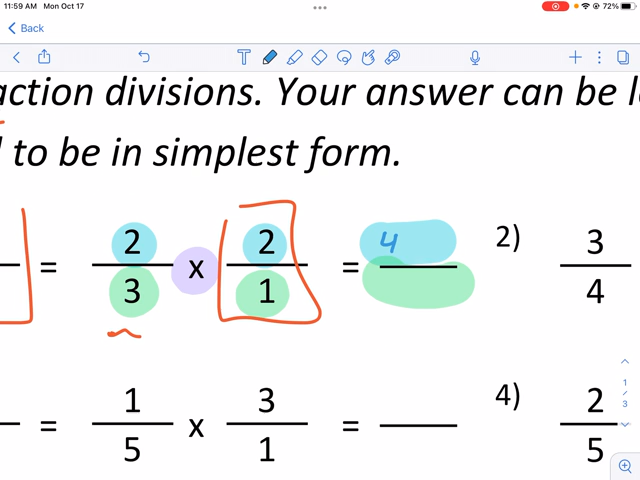 11:59 AM Mon Oct 17 72%
Back
T
action divisions. Your answer can be
to be in simplest form.
= 2/3 x 2/1 = 4 2) 3/4
= 1/5 x 3/1 = 4) 2/5
1/3